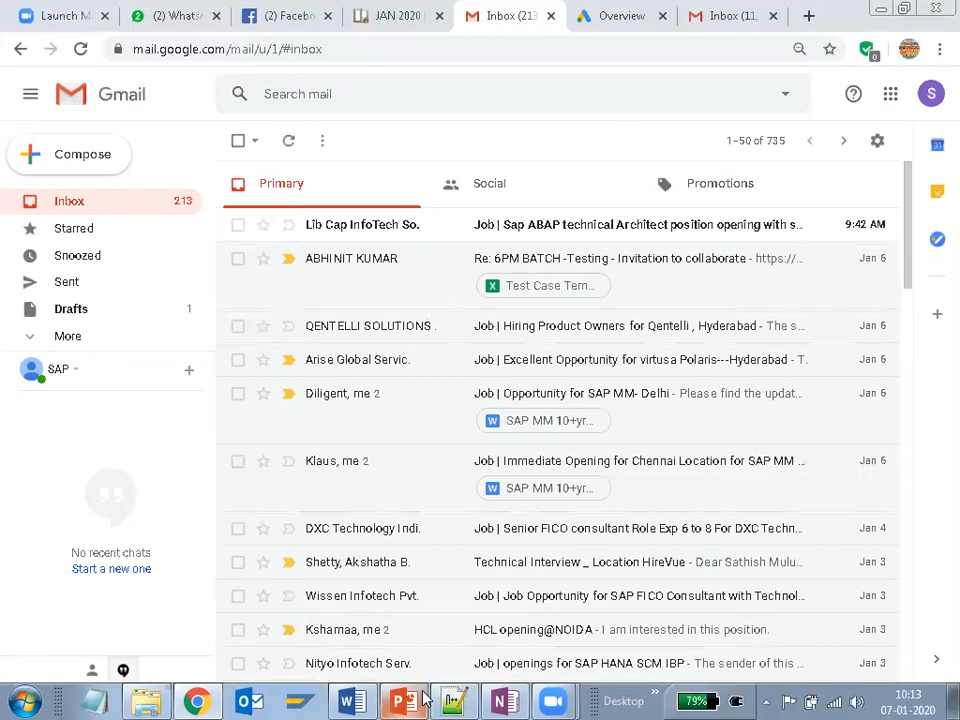 Launch M
(2) Whats/
(2) Facebo
JAN 2020 |
Inbox (213
Overview
Inbox (11,
mail.google.com/mail/u/1/#inbox
0
Gmail
Search mail
S
Compose
1–50 of 735
Inbox 213
Starred
Snoozed
Sent
Drafts 1
More
SAP
No recent chats
Start a new one
Primary
Social
Promotions
Lib Cap InfoTech So. Job | Sap ABAP technical Architect position opening with s... 9:42 AM
ABHINIT KUMAR Re: 6PM BATCH -Testing - Invitation to collaborate - https:/... Jan 6
X Test Case Tem...
QENTELLI SOLUTIONS . Job | Hiring Product Owners for Qentelli , Hyderabad - The s... Jan 6
Arise Global Servic. Job | Excellent Opportunity for virtusa Polaris---Hyderabad - T. Jan 6
Diligent, me 2 Job | Opportunity for SAP MM- Delhi - Please find the updat... Jan 6
W SAP MM 10+yr...
Klaus, me 2 Job | Immediate Opening for Chennai Location for SAP MM ... Jan 6
W SAP MM 10+yr...
DXC Technology Indi. Job | Senior FICO consultant Role Exp 6 to 8 For DXC Techn... Jan 4
Shetty, Akshatha B. Technical Interview _ Location HireVue - Dear Sathish Mulu... Jan 3
Wissen Infotech Pvt. Job | Job Opportunity for SAP FICO Consultant with Technol... Jan 3
Kshamaa, me 2 HCL opening@NOIDA - I am interested in this position. Jan 3
Nityo Infotech Serv. Job | openings for SAP HANA SCM IBP - The sender of this ... Jan 3
31
Desktop
79%
10:13
07-01-2020